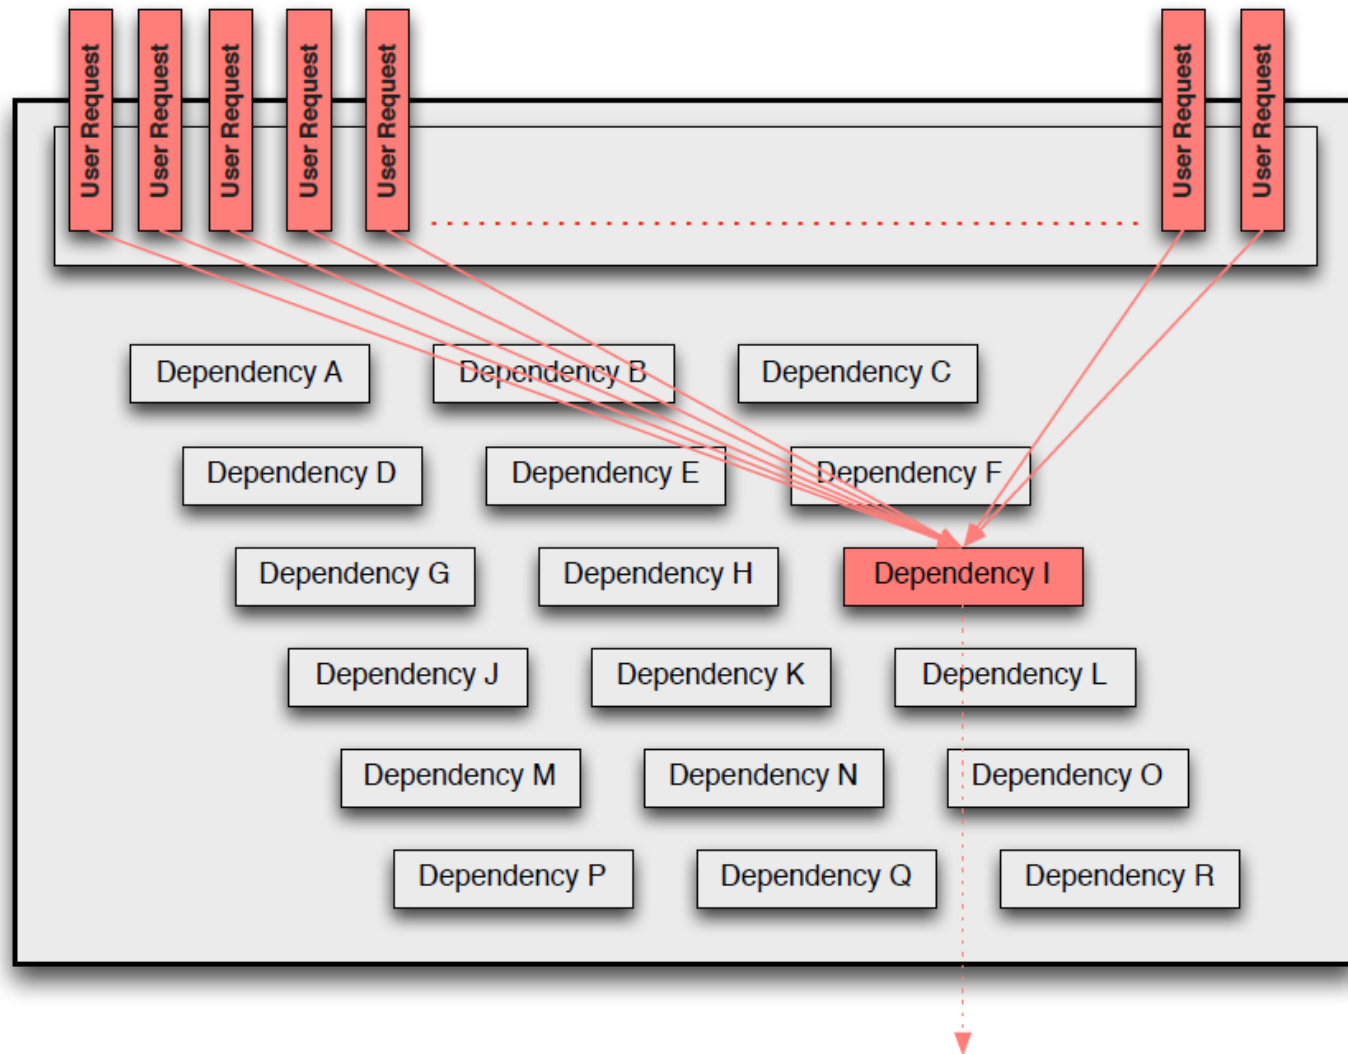 User Request
User Request
User Request
User Request
User Request
User Request
User Request
Dependency A
Dependency B
Dependency C
Dependency D
Dependency E
Dependency F
Dependency G
Dependency H
Dependency I
Dependency J
Dependency K
Dependency L
Dependency M
Dependency N
Dependency O
Dependency P
Dependency Q
Dependency R